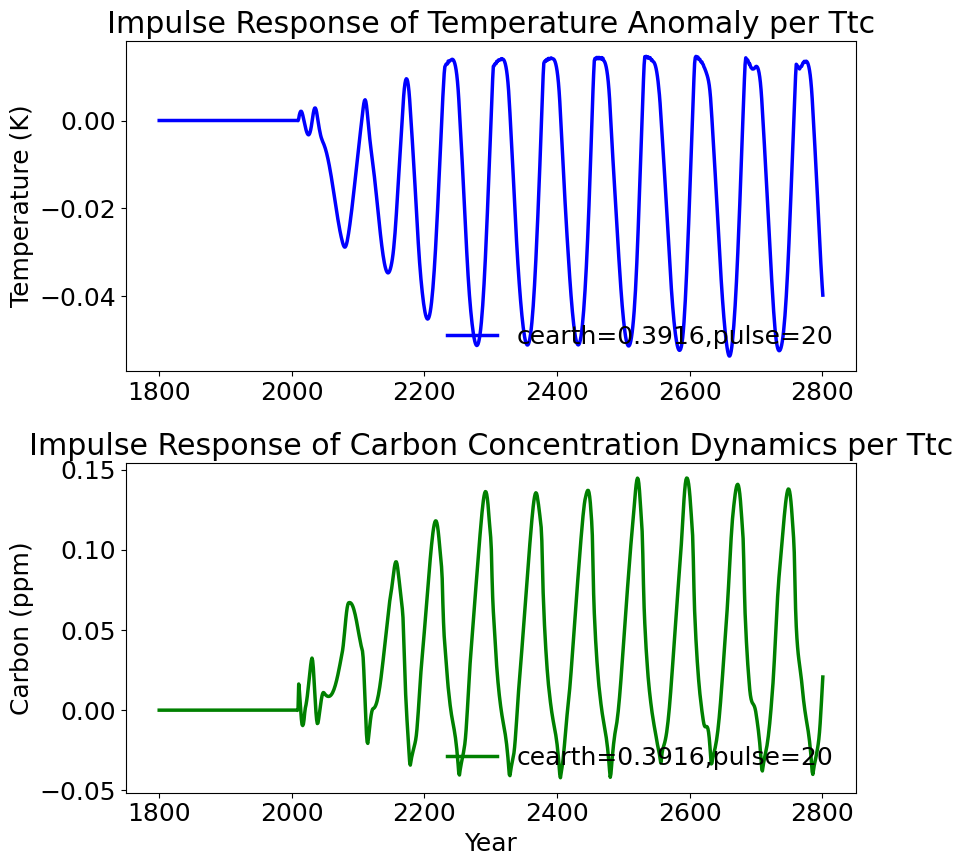 Impulse Response of Temperature Anomaly per Ttc
Temperature (K)
0.00
−0.02
−0.04
cearth=0.3916,pulse=20
1800 2000 2200 2400 2600 2800
Impulse Response of Carbon Concentration Dynamics per Ttc
Carbon (ppm)
0.15
0.10
0.05
0.00
−0.05
cearth=0.3916,pulse=20
1800 2000 2200 2400 2600 2800
Year